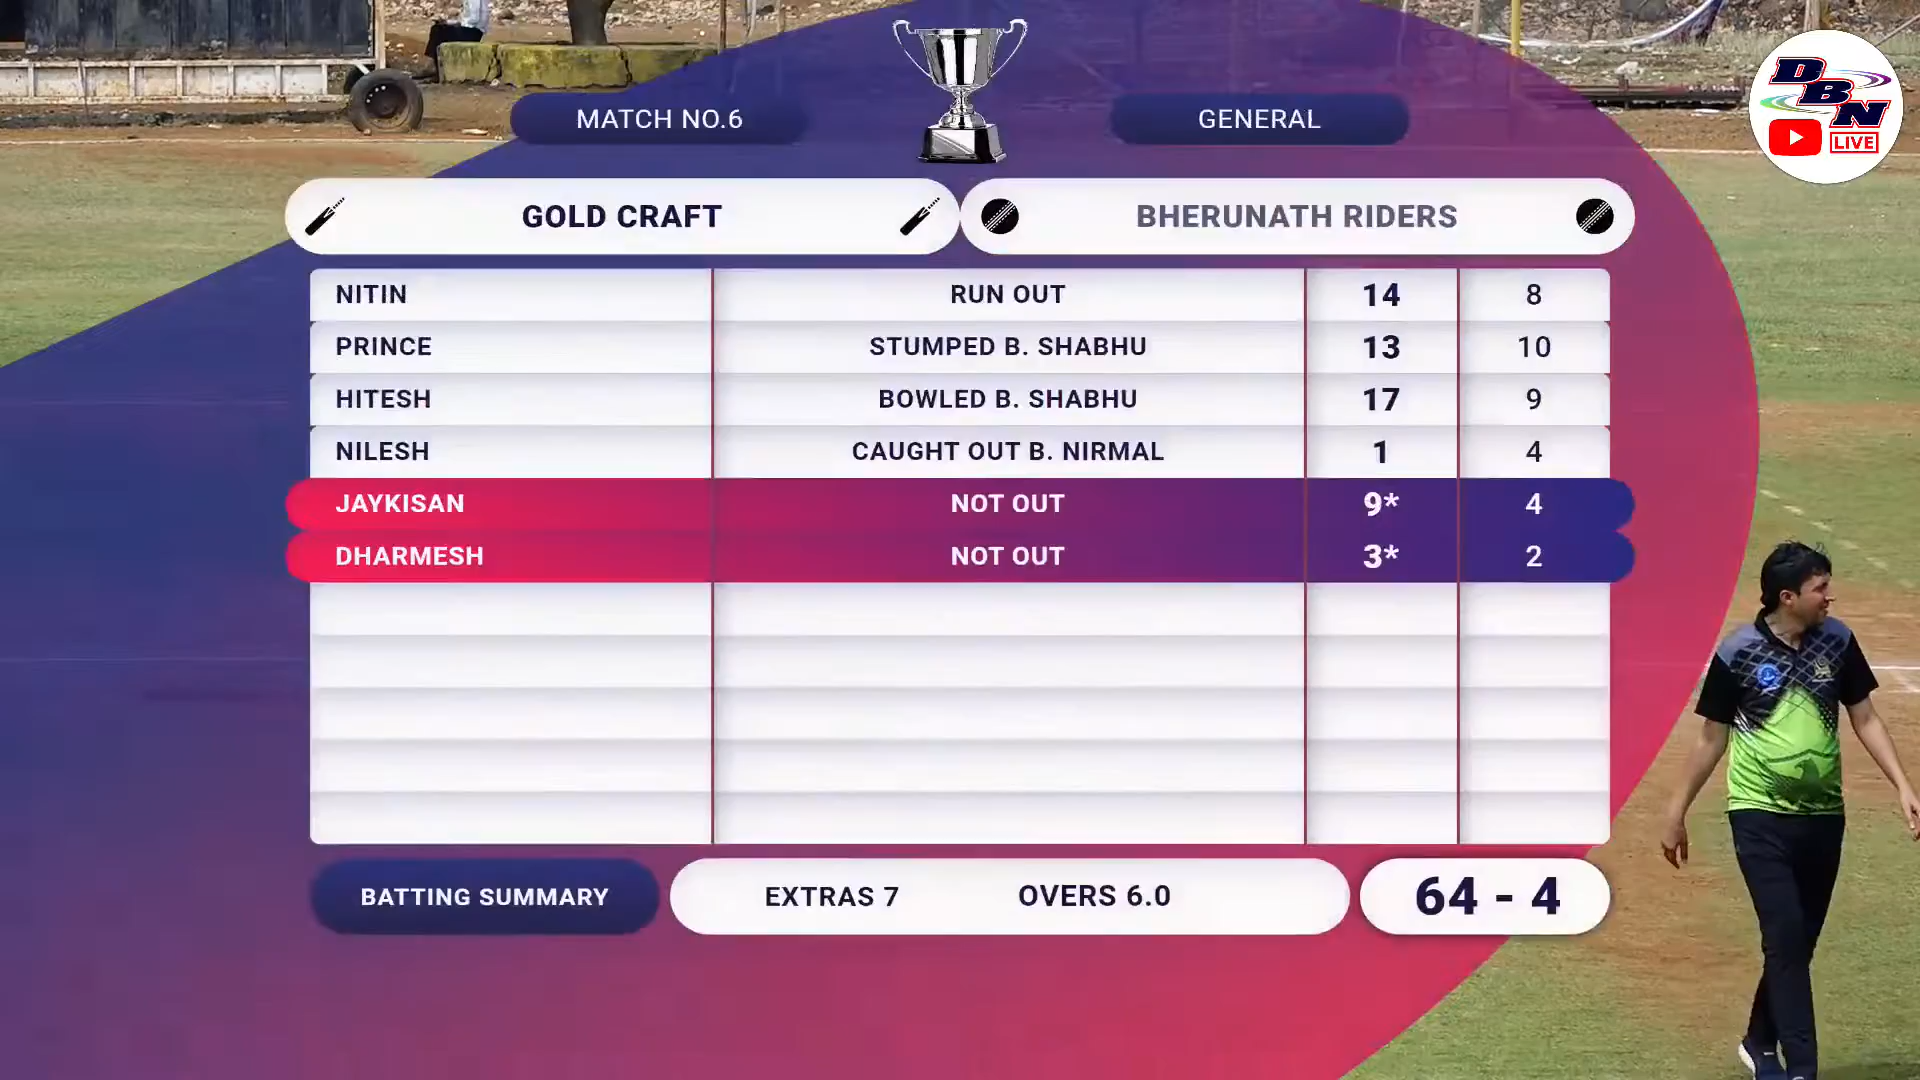 MATCH NO.6
GENERAL
DBN
LIVE
GOLD CRAFT
BHERUNATH RIDERS
NITIN RUN OUT 14 8
PRINCE STUMPED B. SHABHU 13 10
HITESH BOWLED B. SHABHU 17 9
NILESH CAUGHT OUT B. NIRMAL 1 4
JAYKISAN NOT OUT 9* 4
DHARMESH NOT OUT 3* 2
BATTING SUMMARY
EXTRAS 7 OVERS 6.0
64 - 4